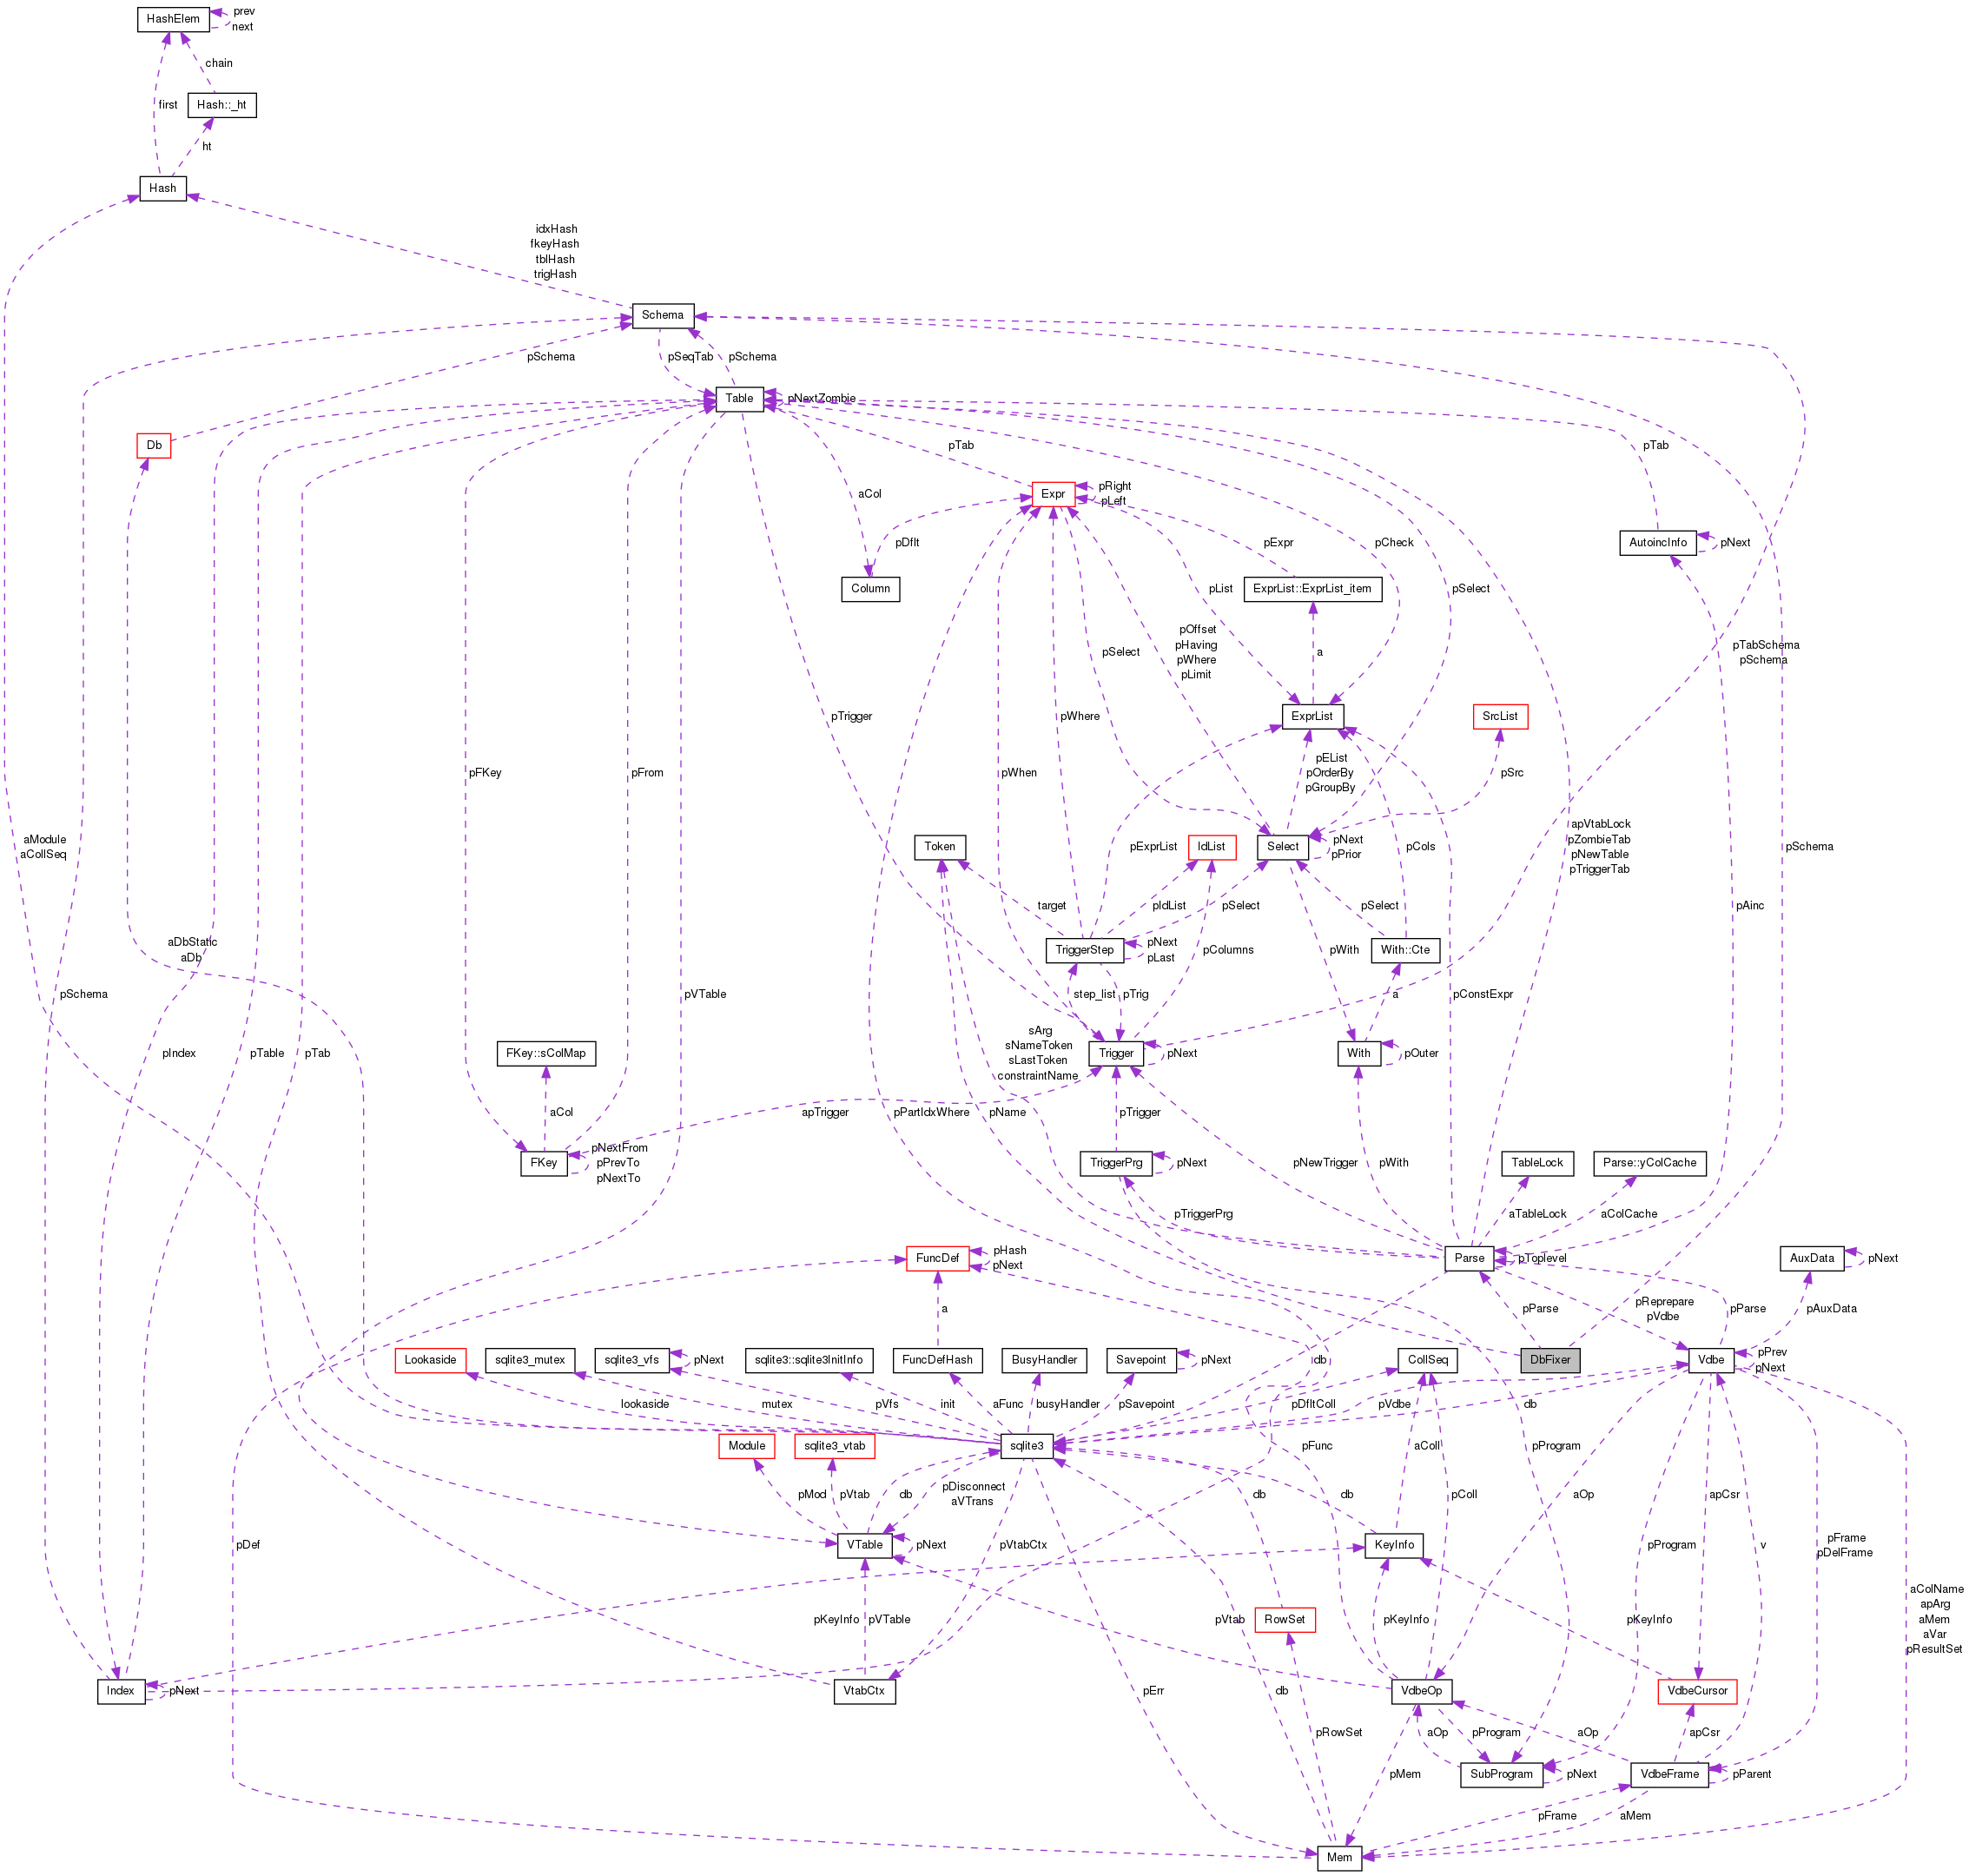 HashElem
prev
next
chain
first
Hash::_ht
ht
Hash
idxHash
fkeyHash
tblHash
trigHash
Schema
pSchema
pSeqTab
pSchema
Table
pNextZombie
Db
pTab
pTab
aCol
Expr
pRight
pLeft
AutoincInfo
pNext
pDflt
pCheck
pExpr
Column
pList
ExprList::ExprList_item
pSelect
pOffset
pHaving
pWhere
pLimit
pSelect
a
pTabSchema
pSchema
pTrigger
pWhere
ExprList
SrcList
pFKey
pFrom
pWhen
pEList
pOrderBy
pGroupBy
pSrc
aModule
aCollSeq
apVtabLock
pZombieTab
pNewTable
pTriggerTab
pSchema
Token
pExprList
IdList
Select
pNext
pPrior
pCols
target
pIdList
pSelect
pSelect
pAinc
aDbStatic
aDb
TriggerStep
pNext
pLast
pColumns
pWith
With::Cte
pSchema
pVTable
step_list
pTrig
a
pConstExpr
sArg
sNameToken
sLastToken
constraintName
pIndex
pTable
pTab
FKey::sColMap
Trigger
pNext
With
pOuter
aCol
apTrigger
pPartIdxWhere
pName
pTrigger
FKey
pNextFrom
pPrevTo
pNextTo
TriggerPrg
pNext
pNewTrigger
pWith
TableLock
Parse::yColCache
pTriggerPrg
aTableLock
aColCache
FuncDef
pHash
pNext
Parse
pToplevel
AuxData
pNext
a
pParse
pReprepare
pVdbe
pParse
pAuxData
Lookaside
sqlite3_mutex
sqlite3_vfs
pNext
sqlite3::sqlite3InitInfo
FuncDefHash
BusyHandler
Savepoint
pNext
db
CollSeq
DbFixer
Vdbe
pPrev
pNext
lookaside
mutex
pVfs
init
aFunc
busyHandler
pSavepoint
pDfltColl
pVdbe
db
Module
sqlite3_vtab
sqlite3
pFunc
aColl
pProgram
pMod
pVtab
db
pDisconnect
aVTrans
db
db
pColl
aOp
apCsr
pDef
VTable
pNext
pVtabCtx
KeyInfo
pProgram
v
pFrame
pDelFrame
pKeyInfo
pVTable
pVtab
RowSet
pKeyInfo
pKeyInfo
aColName
apArg
aMem
aVar
pResultSet
Index
pNext
VtabCtx
pErr
db
VdbeOp
VdbeCursor
pRowSet
aOp
pProgram
aOp
apCsr
pMem
SubProgram
pNext
VdbeFrame
pParent
pFrame
aMem
Mem